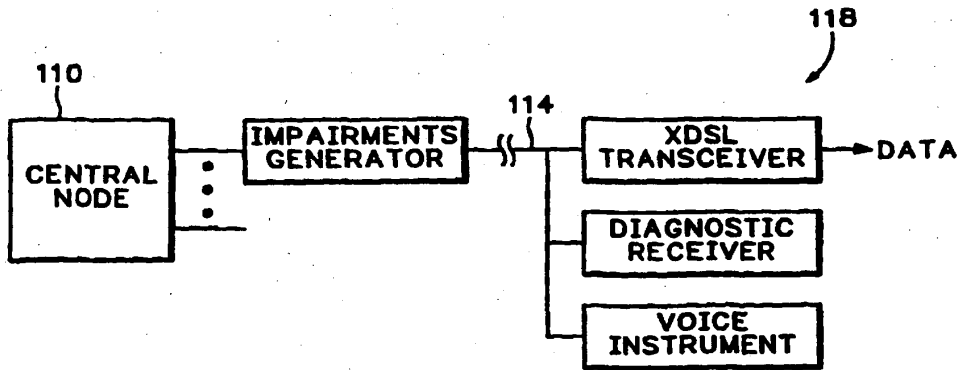 118
110
114
CENTRAL
NODE
IMPAIRMENTS
GENERATOR
XDSL
TRANSCEIVER
DATA
DIAGNOSTIC
RECEIVER
VOICE
INSTRUMENT